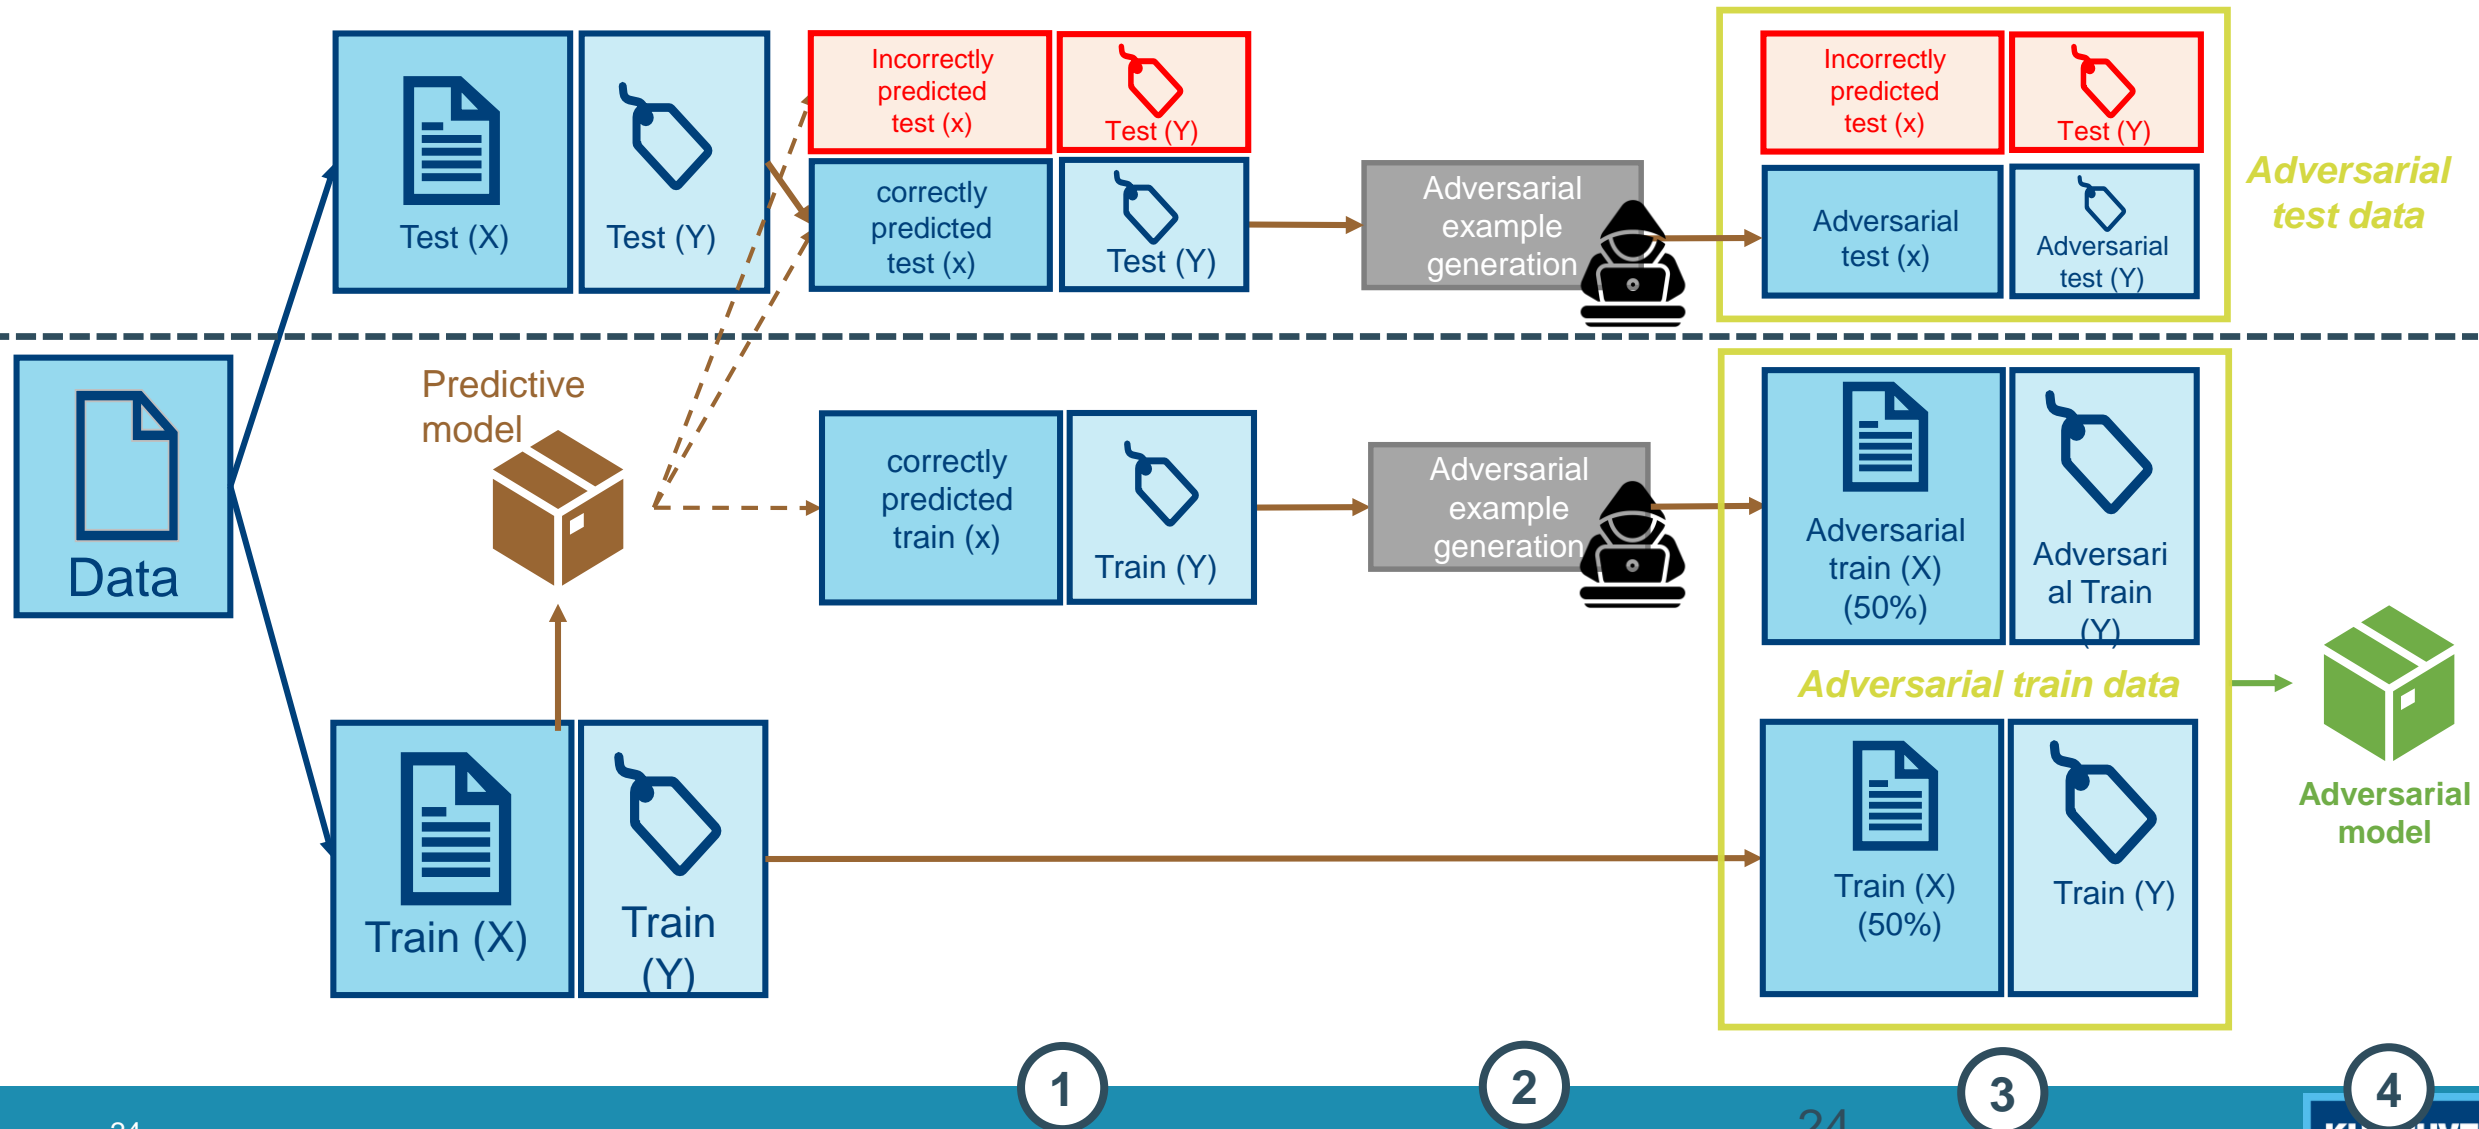 Test (X)
Test (Y)
Incorrectly
predicted
test (x)
Test (Y)
correctly
predicted
test (x)
Test (Y)
Adversarial
example
generation
Incorrectly
predicted
test (x)
Test (Y)
Adversarial
test (x)
Adversarial
test (Y)
Adversarial
test data
Data
Predictive
model
correctly
predicted
train (x)
Train (Y)
Adversarial
example
generation
Adversarial
train (X)
(50%)
Adversari
al Train
(Y)
Adversarial train data
Train (X)
Train
(Y)
Train (X)
(50%)
Train (Y)
Adversarial
model
1
2
3
4
24